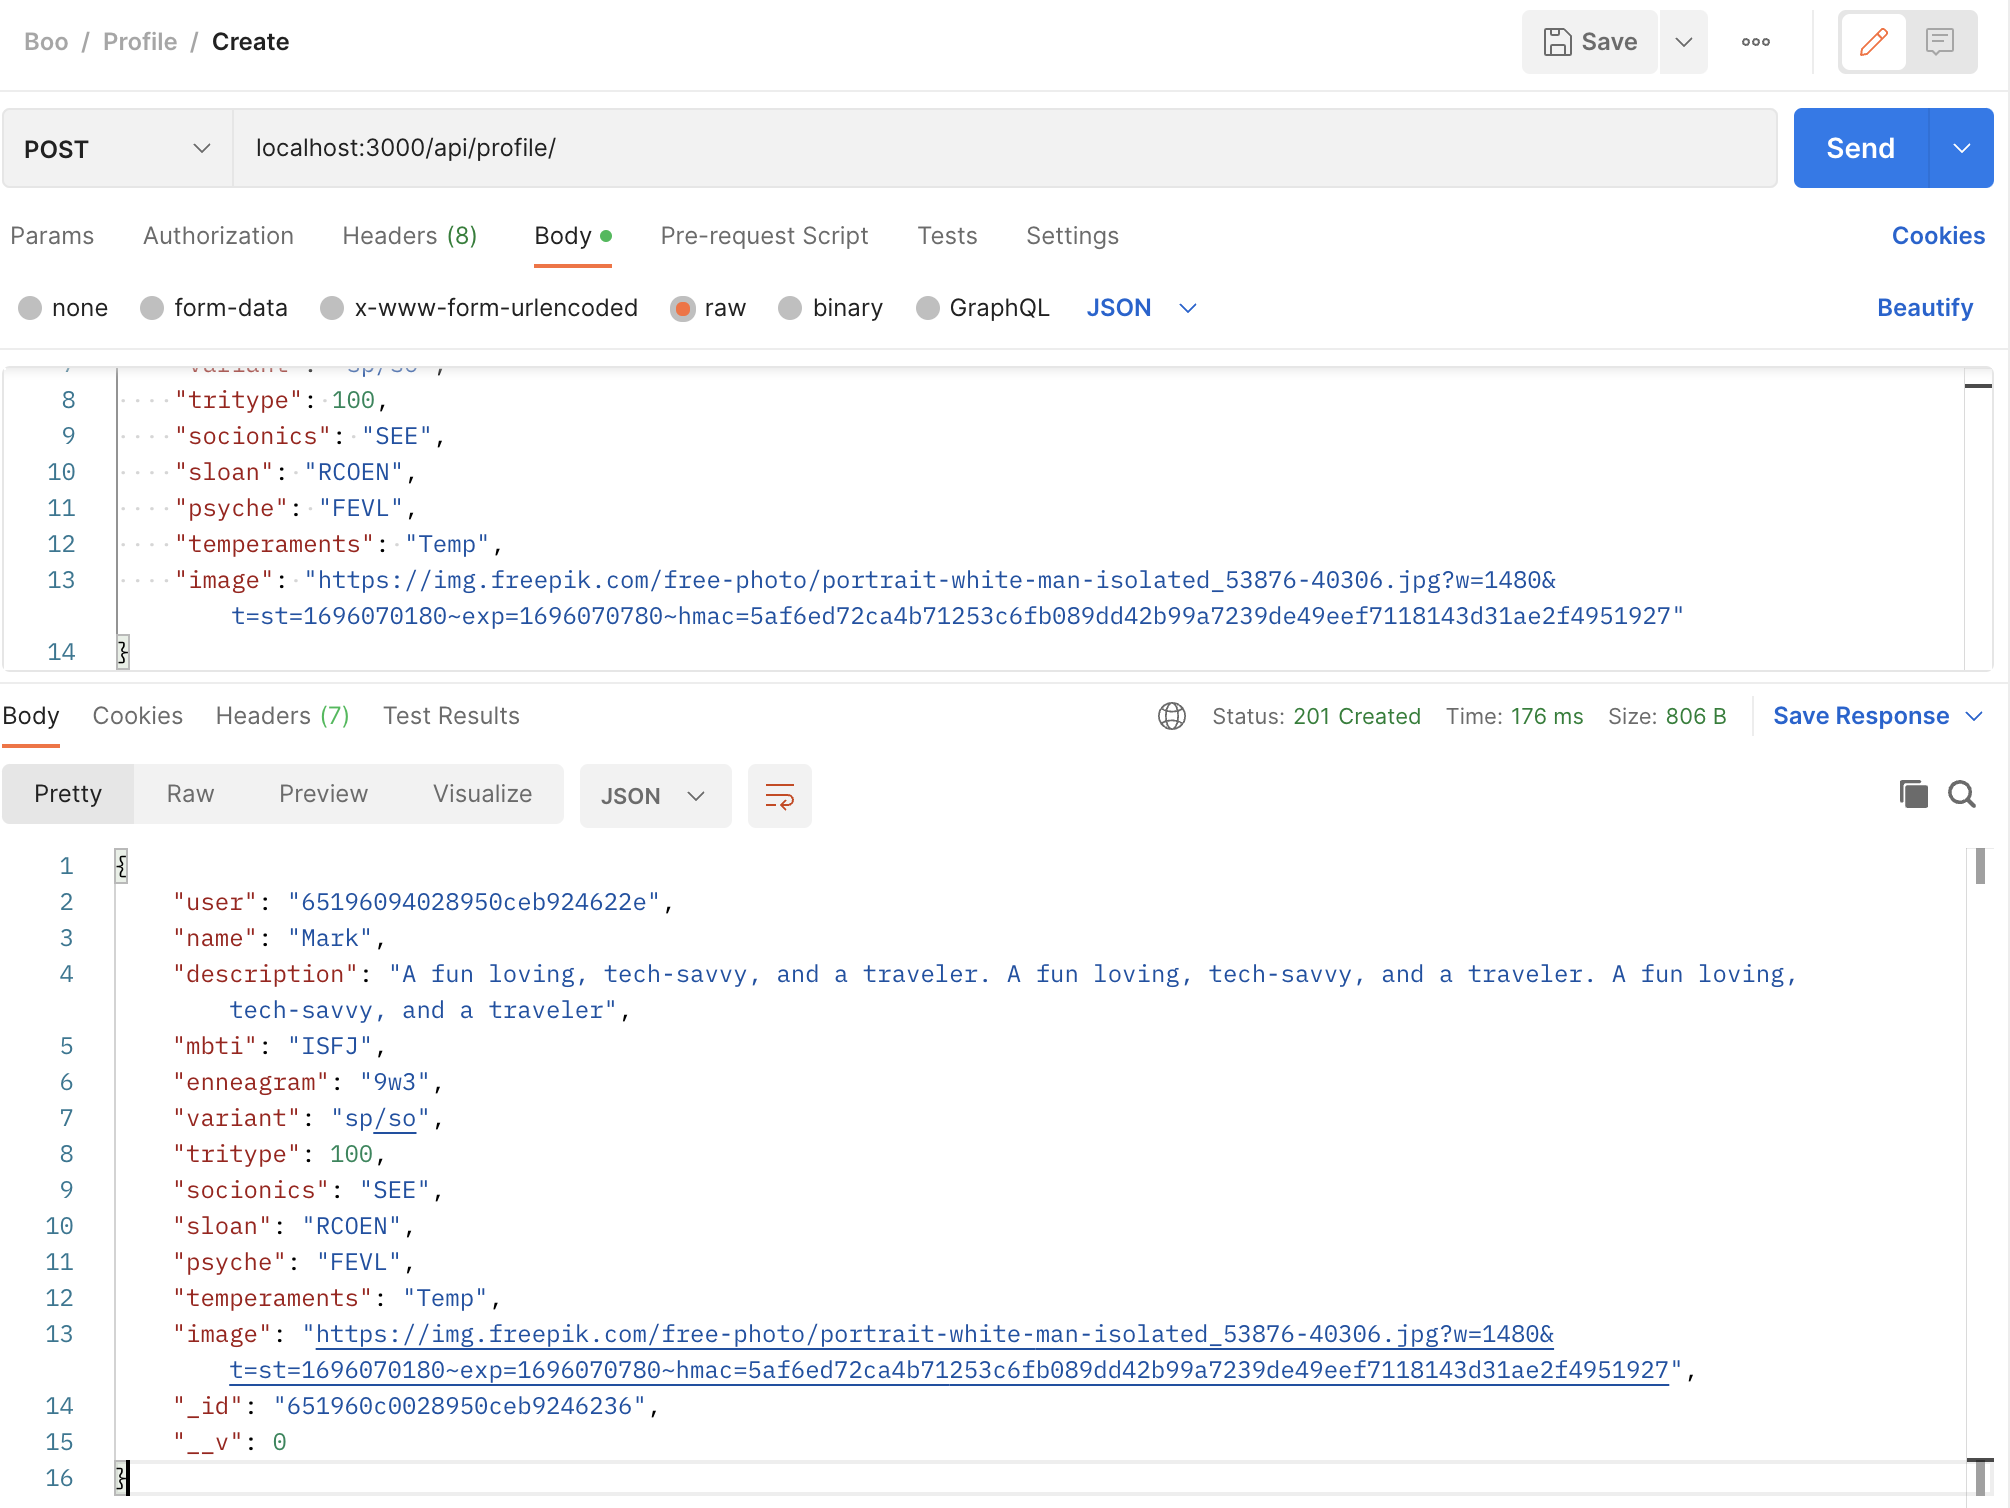 Boo / Profile / Create
Save
POST
localhost:3000/api/profile/
Send
Params Authorization Headers (8) Body Pre-request Script Tests Settings Cookies
none form-data x-www-form-urlencoded raw binary GraphQL JSON Beautify
7 "variant": "sp/so",
8 "tritype": 100,
9 "socionics": "SEE",
10 "sloan": "RCOEN",
11 "psyche": "FEVL",
12 "temperaments": "Temp",
13 "image": "https://img.freepik.com/free-photo/portrait-white-man-isolated_53876-40306.jpg?w=1480&
t=st=1696070180~exp=1696070780~hmac=5af6ed72ca4b71253c6fb089dd42b99a7239de49eef7118143d31ae2f4951927"
14 }
Body Cookies Headers (7) Test Results Status: 201 Created Time: 176 ms Size: 806 B Save Response
Pretty Raw Preview Visualize JSON
1 {
2 "user": "65196094028950ceb924622e",
3 "name": "Mark",
4 "description": "A fun loving, tech-savvy, and a traveler. A fun loving, tech-savvy, and a traveler. A fun loving,
tech-savvy, and a traveler",
5 "mbti": "ISFJ",
6 "enneagram": "9w3",
7 "variant": "sp/so",
8 "tritype": 100,
9 "socionics": "SEE",
10 "sloan": "RCOEN",
11 "psyche": "FEVL",
12 "temperaments": "Temp",
13 "image": "https://img.freepik.com/free-photo/portrait-white-man-isolated_53876-40306.jpg?w=1480&
t=st=1696070180~exp=1696070780~hmac=5af6ed72ca4b71253c6fb089dd42b99a7239de49eef7118143d31ae2f4951927",
14 "_id": "651960c0028950ceb9246236",
15 "__v": 0
16 }